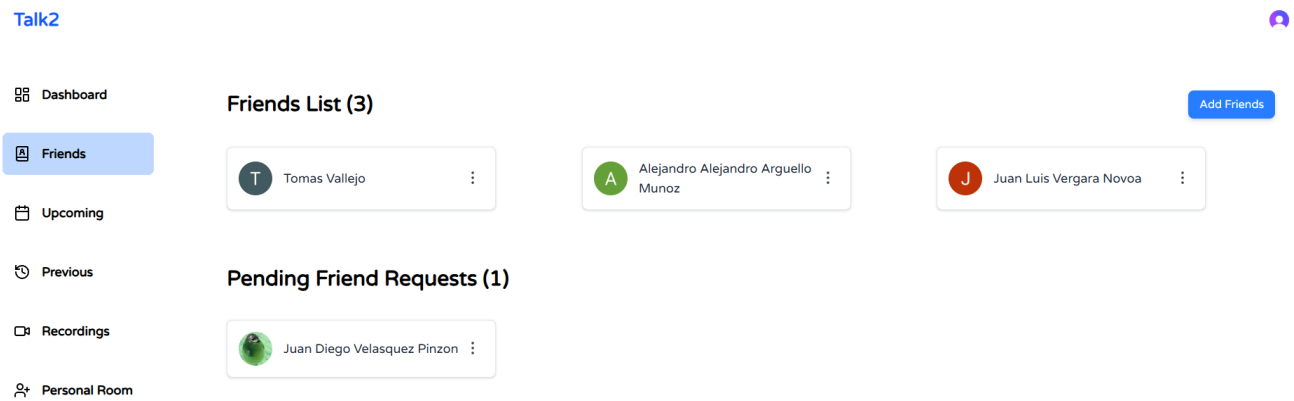 Talk2
Dashboard
Friends
Upcoming
Previous
Recordings
Personal Room
Friends List (3)
Add Friends
T
Tomas Vallejo
A
Alejandro Alejandro Arguello
Munoz
J
Juan Luis Vergara Novoa
Pending Friend Requests (1)
Juan Diego Velasquez Pinzon